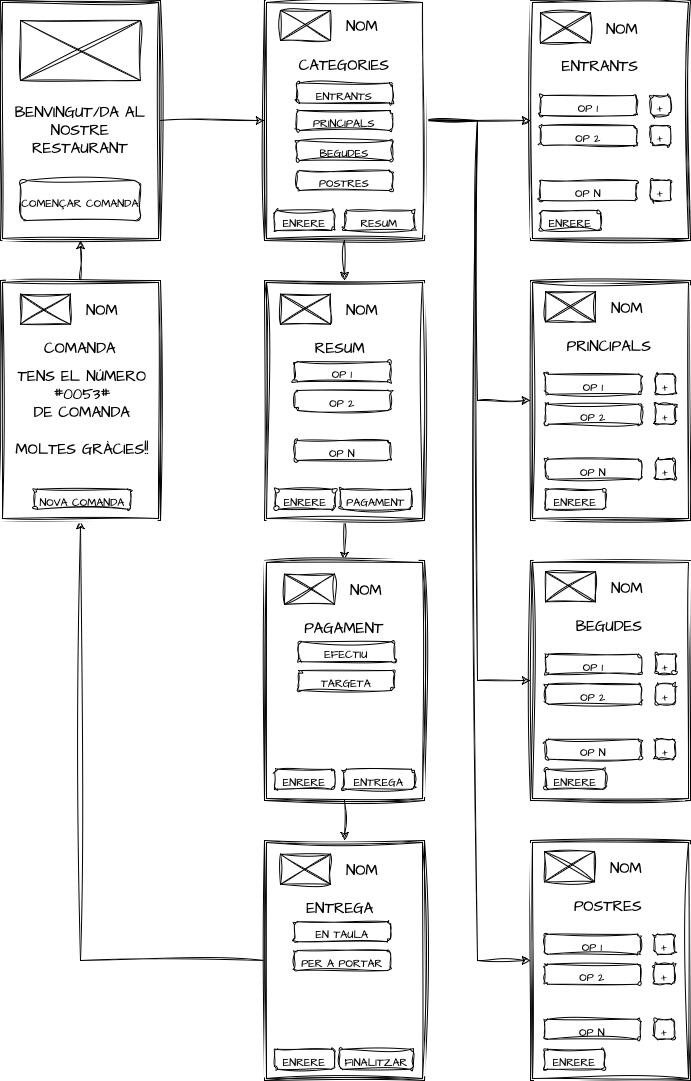 BENVINGUT/DA AL
NOSTRE
RESTAURANT
COMENÇAR COMANDA
NOM
CATEGORIES
ENTRANTS
PRINCIPALS
BEGUDES
POSTRES
ENRERE
RESUM
NOM
ENTRANTS
OP 1
+
OP 2
+
OP N
+
ENRERE
NOM
COMANDA
TENS EL NÚMERO
#0053#
DE COMANDA
MOLTES GRÀCIES!!
NOVA COMANDA
NOM
RESUM
OP 1
OP 2
OP N
ENRERE
PAGAMENT
NOM
PRINCIPALS
OP 1
+
OP 2
+
OP N
+
ENRERE
NOM
PAGAMENT
EFECTIU
TARGETA
ENRERE
ENTREGA
NOM
BEGUDES
OP 1
+
OP 2
+
OP N
+
ENRERE
NOM
ENTREGA
EN TAULA
PER A PORTAR
ENRERE
FINALITZAR
NOM
POSTRES
OP 1
+
OP 2
+
OP N
+
ENRERE